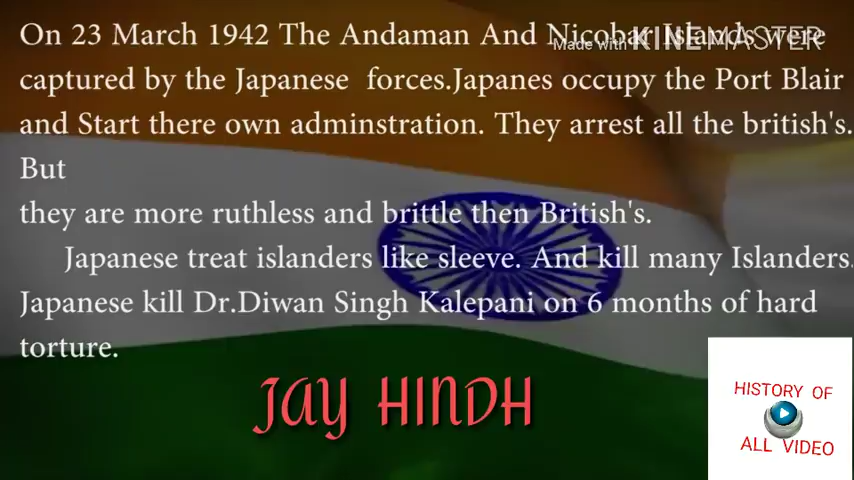 On 23 March 1942 The Andaman And Nicobar Islands were
Made with KINEMASTER
captured by the Japanese forces.Japanes occupy the Port Blair
and Start there own adminstration. They arrest all the british's.
But
they are more ruthless and brittle then British's.
Japanese treat islanders like sleeve. And kill many Islanders.
Japanese kill Dr.Diwan Singh Kalepani on 6 months of hard
torture.
JAY HINDH
HISTORY OF
ALL VIDEO